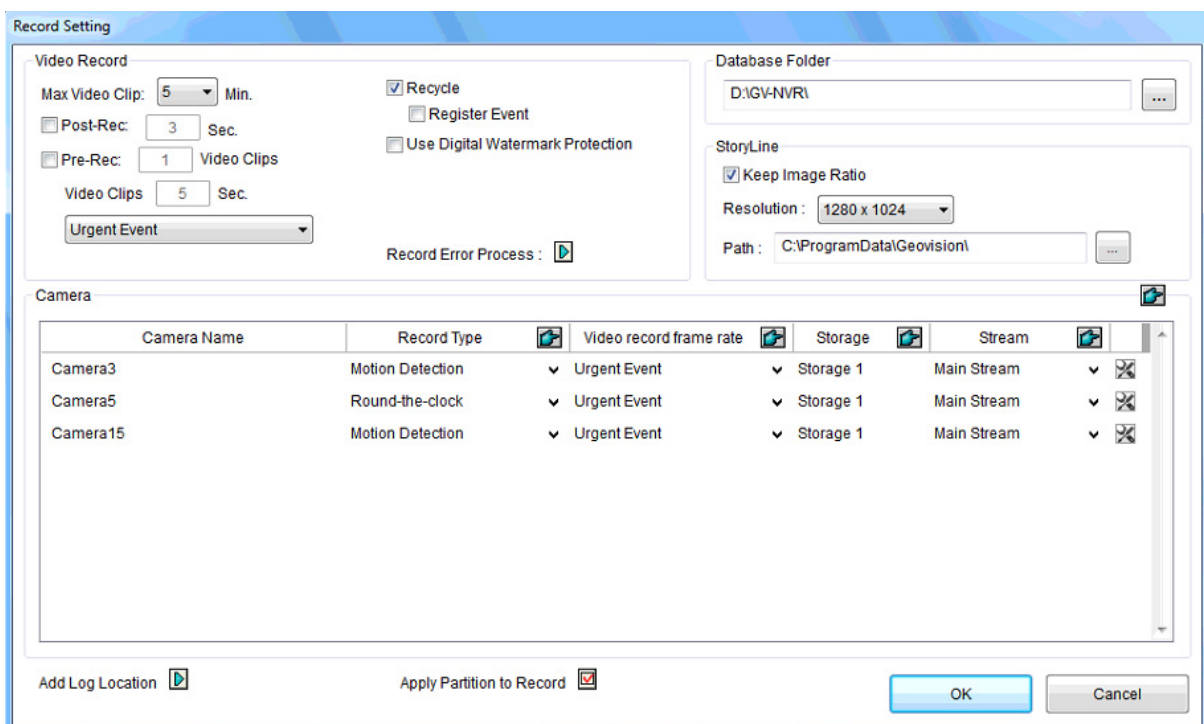 Record Setting
Video Record
Max Video Clip: 5 Min.
Post-Rec: 3 Sec.
Pre-Rec: 1 Video Clips
Video Clips 5 Sec.
Urgent Event
Recycle
Register Event
Use Digital Watermark Protection
Record Error Process :
Database Folder
D:\GV-NVR\
...
StoryLine
Keep Image Ratio
Resolution : 1280 x 1024
Path : C:\ProgramData\Geovision\ ...
Camera
Camera Name Record Type Video record frame rate Storage Stream
Camera3 Motion Detection Urgent Event Storage 1 Main Stream
Camera5 Round-the-clock Urgent Event Storage 1 Main Stream
Camera15 Motion Detection Urgent Event Storage 1 Main Stream
Add Log Location Apply Partition to Record OK Cancel